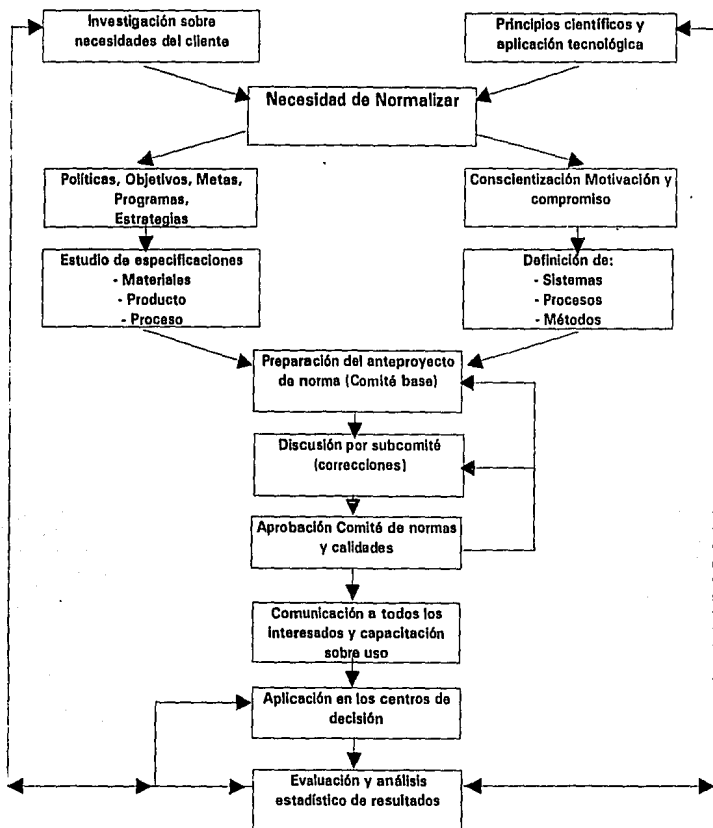 Investigación sobre
necesidades del cliente
Principios científicos y
aplicación tecnológica
Necesidad de Normalizar
Políticas, Objetivos, Metas,
Programas,
Estrategias
Conscientización Motivación y
compromiso
Estudio de especificaciones
- Materiales
- Producto
- Proceso
Definición de:
- Sistemas
- Procesos
- Métodos
Preparación del anteproyecto
de norma (Comité base)
Discusión por subcomité
(correcciones)
Aprobación Comité de normas
y calidades
Comunicación a todos los
interesados y capacitación
sobre uso
Aplicación en los centros de
decisión
Evaluación y análisis
estadístico de resultados